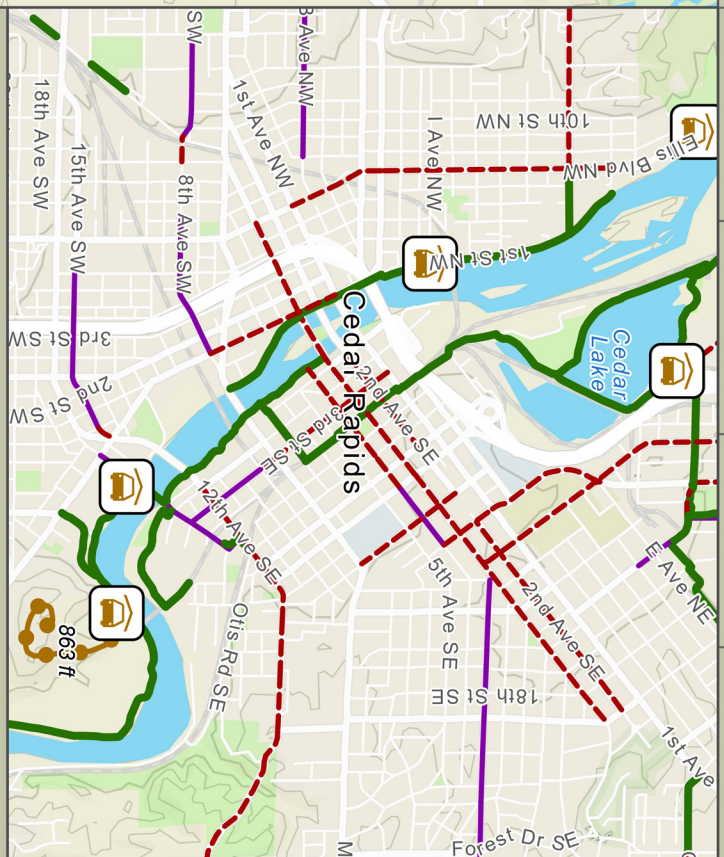 SW
B Ave NW
18th Ave SW
15th Ave SW
8th Ave SW
1st Ave NW
I Ave NW
10th St NW
Ellis Blvd NW
1st St NW
3rd St SW
2nd St SW
Cedar Rapids
Cedar
Lake
2nd Ave SE
3rd St SE
12th Ave SE
5th Ave SE
2nd Ave SE
E Ave NE
863 ft
Otis Rd SE
18th St SE
1st Ave
Forest Dr SE
M